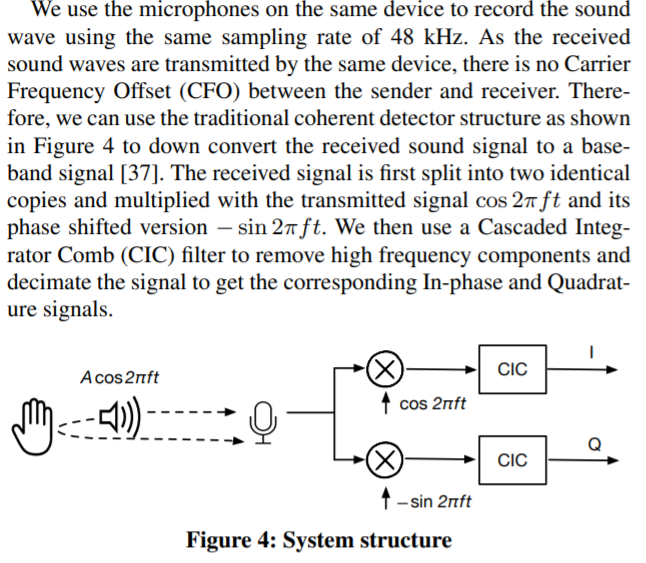 We use the microphones on the same device to record the sound
wave using the same sampling rate of 48 kHz. As the received
sound waves are transmitted by the same device, there is no Carrier
Frequency Offset (CFO) between the sender and receiver. There-
fore, we can use the traditional coherent detector structure as shown
in Figure 4 to down convert the received sound signal to a base-
band signal [37]. The received signal is first split into two identical
copies and multiplied with the transmitted signal cos 2πft and its
phase shifted version − sin 2πft. We then use a Cascaded Integ-
rator Comb (CIC) filter to remove high frequency components and
decimate the signal to get the corresponding In-phase and Quadrat-
ure signals.
A cos 2πft
cos 2πft
CIC
I
− sin 2πft
CIC
Q
Figure 4: System structure